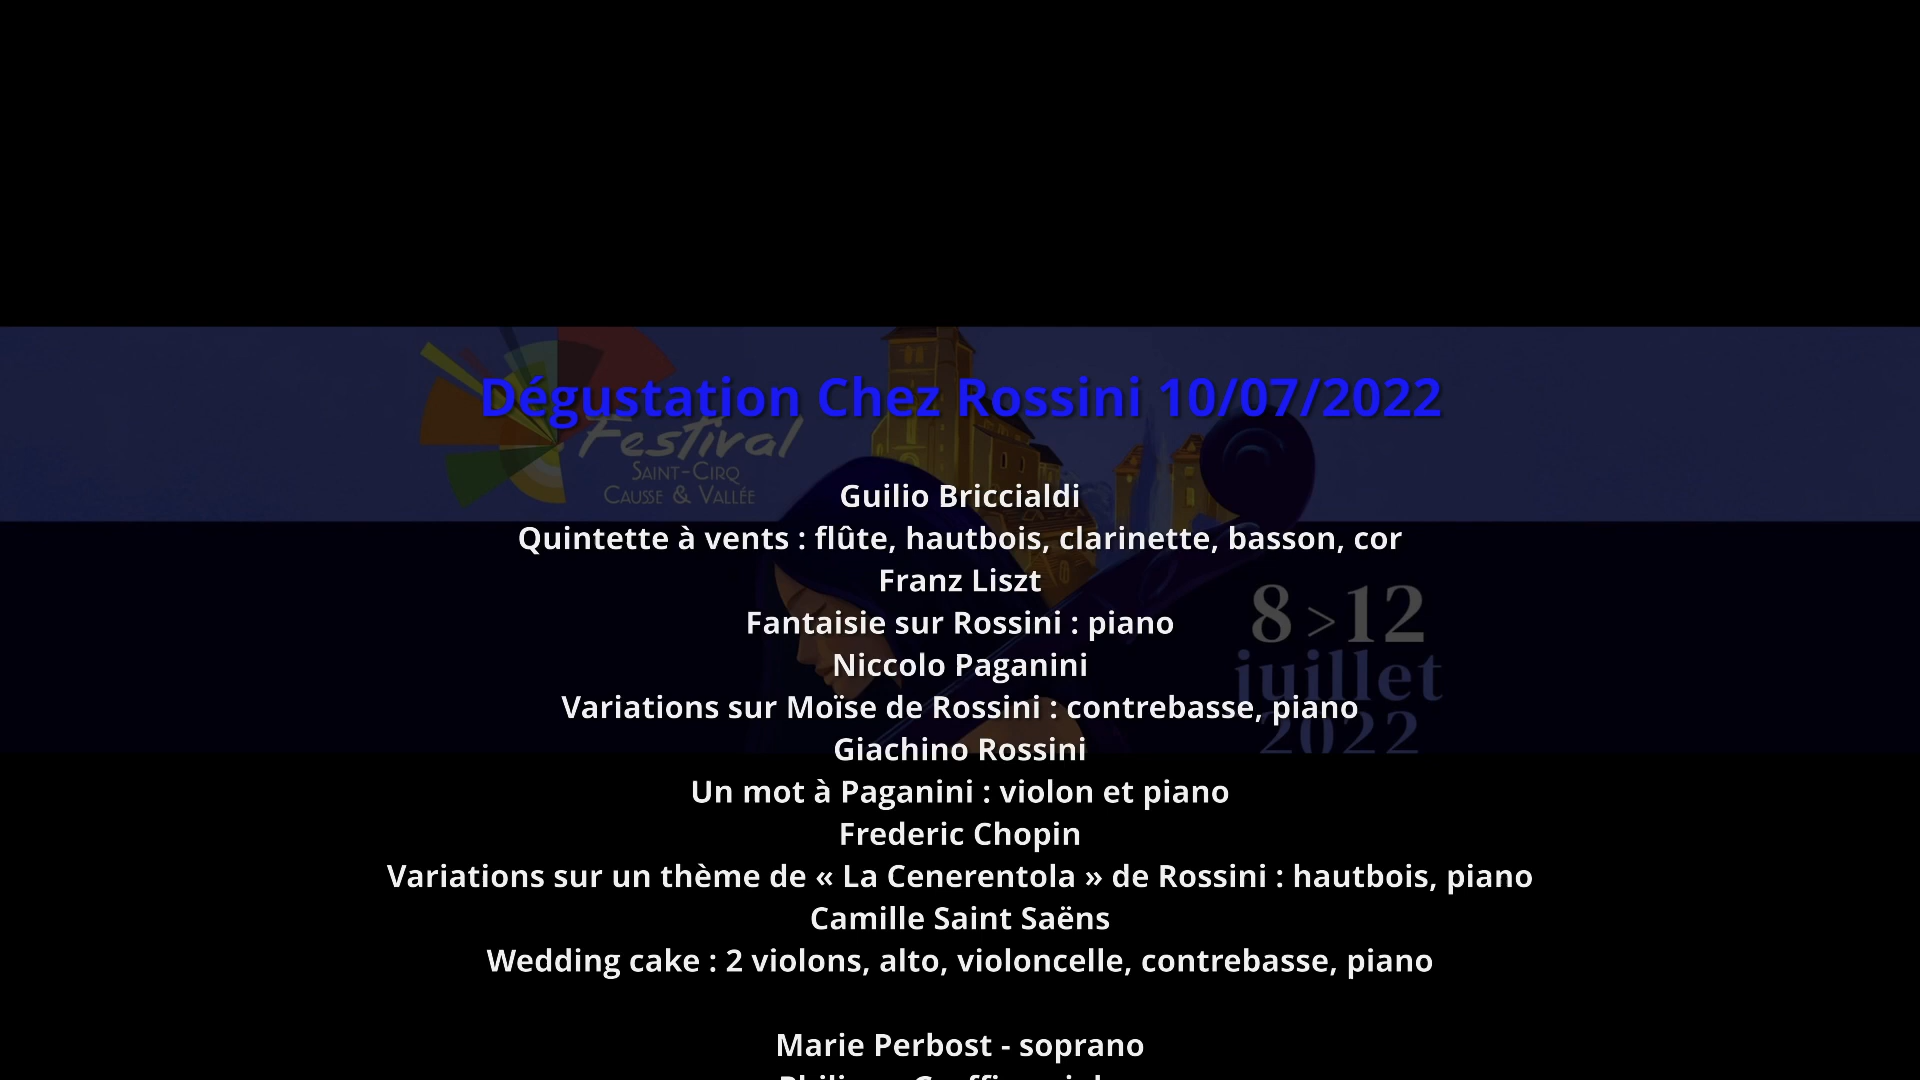 Dégustation Chez Rossini 10/07/2022
Festival
SAINT-CIRQ
CAUSSE & VALLÉE
Guilio Briccialdi
Quintette à vents : flûte, hautbois, clarinette, basson, cor
Franz Liszt
Fantaisie sur Rossini : piano
8 > 12
juillet
2022
Niccolo Paganini
Variations sur Moïse de Rossini : contrebasse, piano
Giachino Rossini
Un mot à Paganini : violon et piano
Frederic Chopin
Variations sur un thème de « La Cenerentola » de Rossini : hautbois, piano
Camille Saint Saëns
Wedding cake : 2 violons, alto, violoncelle, contrebasse, piano
Marie Perbost - soprano